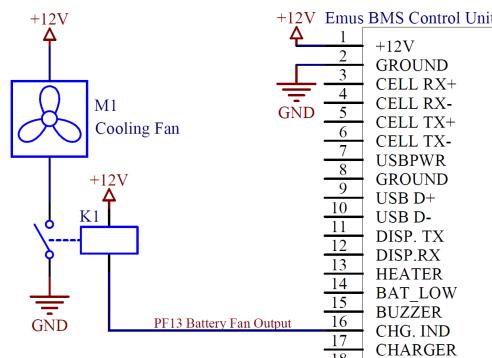 +12V
M1
Cooling Fan
+12V
K1
GND
PF13 Battery Fan Output
+12V
GND
Emus BMS Control Unit
1 +12V
2 GROUND
3 CELL RX+
4 CELL RX-
5 CELL TX+
6 CELL TX-
7 USBPWR
8 GROUND
9 USB D+
10 USB D-
11 DISP. TX
12 DISP.RX
13 HEATER
14 BAT_LOW
15 BUZZER
16 CHG. IND
17 CHARGER
18